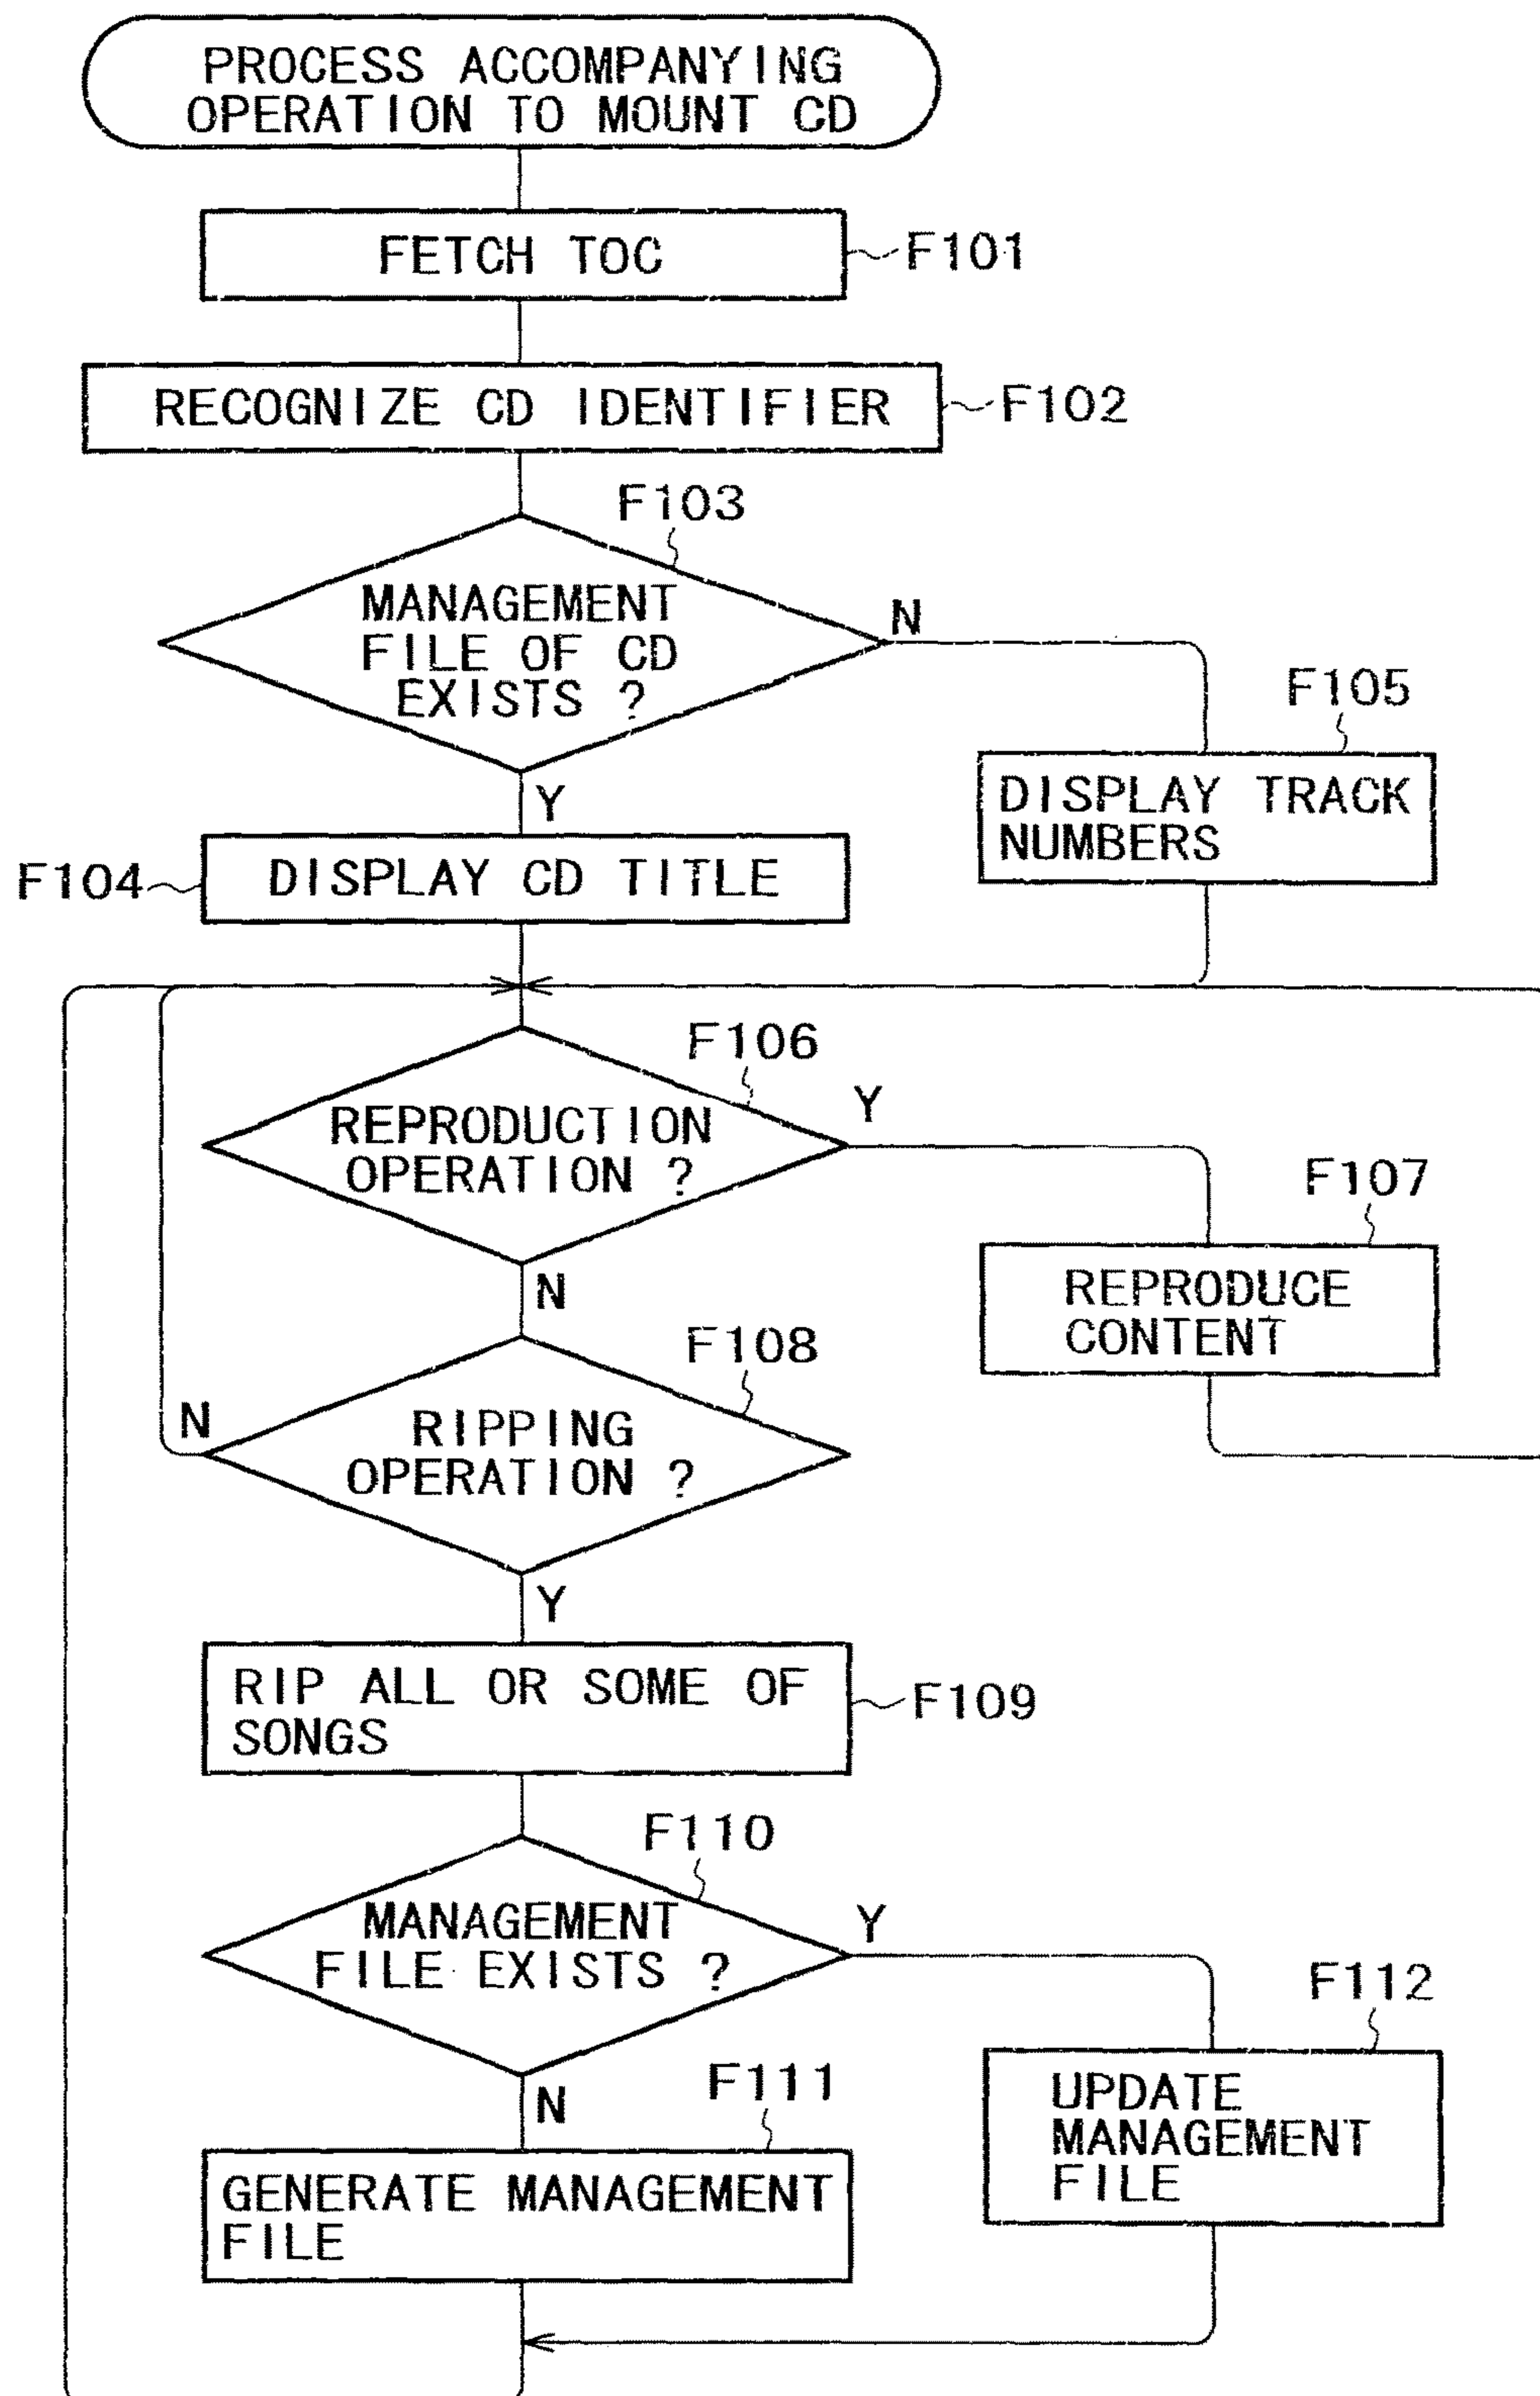 PROCESS ACCOMPANYING
OPERATION TO MOUNT CD
FETCH TOC
F101
RECOGNIZE CD IDENTIFIER
F102
F103
MANAGEMENT
FILE OF CD
EXISTS ?
N
Y
F105
DISPLAY TRACK
NUMBERS
F104
DISPLAY CD TITLE
F106
REPRODUCTION
OPERATION ?
Y
N
F107
REPRODUCE
CONTENT
F108
RIPPING
OPERATION ?
N
Y
RIP ALL OR SOME OF
SONGS
F109
F110
MANAGEMENT
FILE EXISTS ?
Y
N
F112
UPDATE
MANAGEMENT
FILE
F111
GENERATE MANAGEMENT
FILE